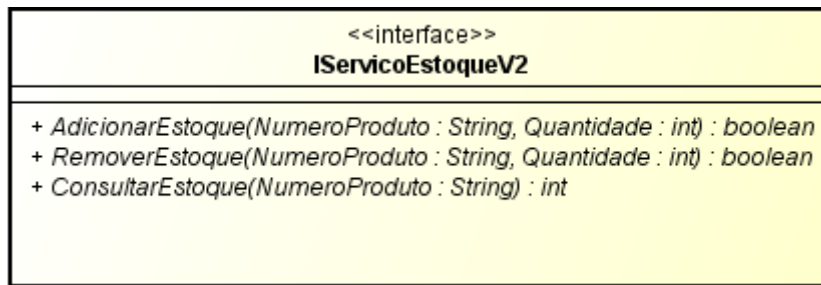 <<interface>>
IServicoEstoqueV2
+ AdicionarEstoque(NumeroProduto : String, Quantidade : int) : boolean
+ RemoverEstoque(NumeroProduto : String, Quantidade : int) : boolean
+ ConsultarEstoque(NumeroProduto : String) : int